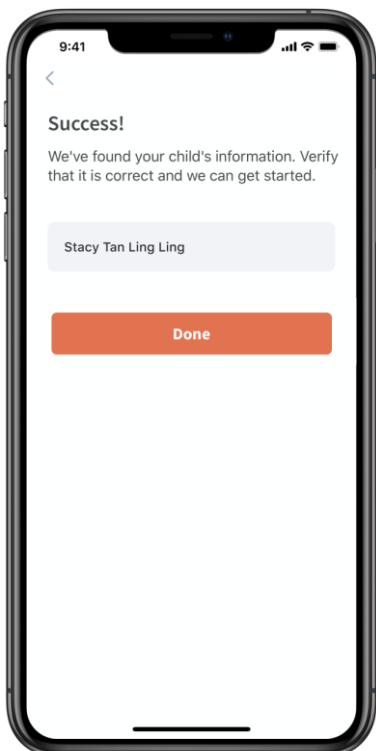 9:41
Success!
We've found your child's information. Verify
that it is correct and we can get started.
Stacy Tan Ling Ling
Done